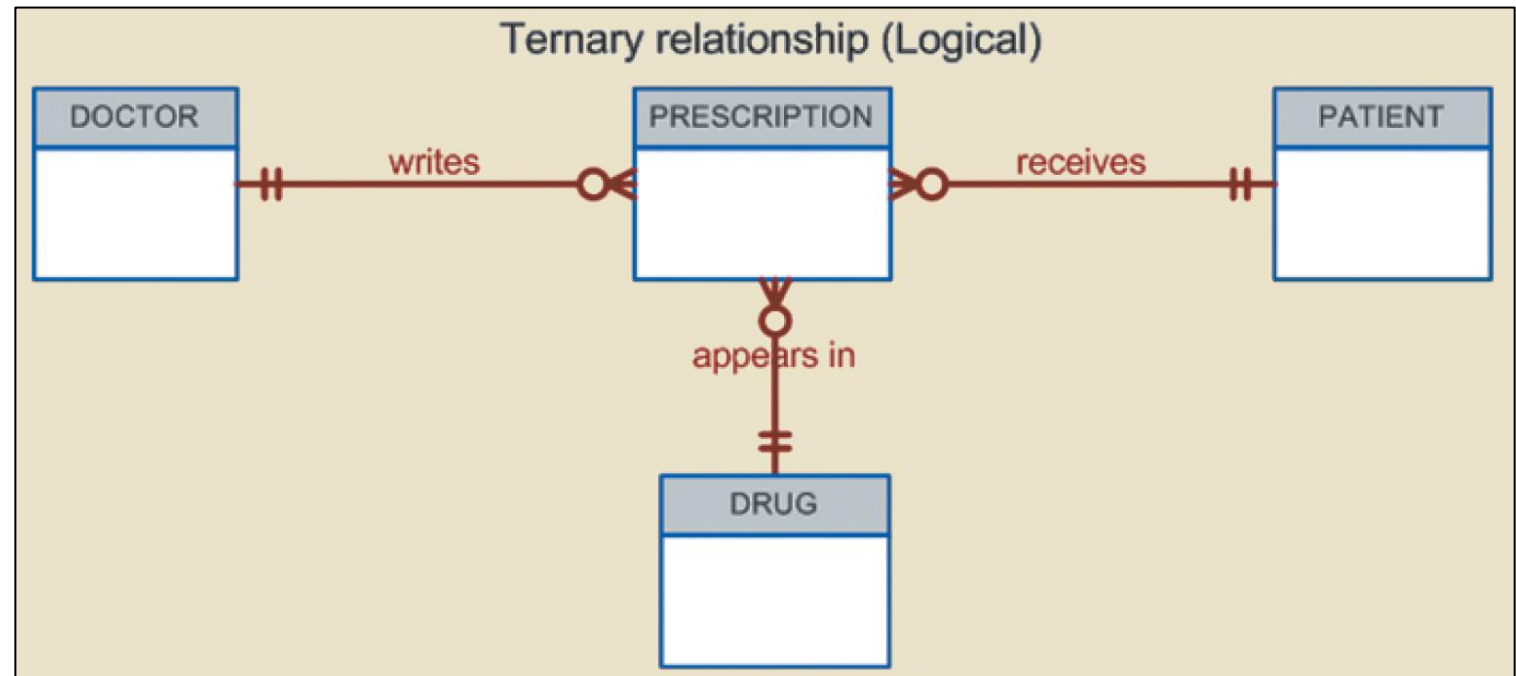 Ternary relationship (Logical)
DOCTOR
PRESCRIPTION
PATIENT
writes
receives
appears in
DRUG